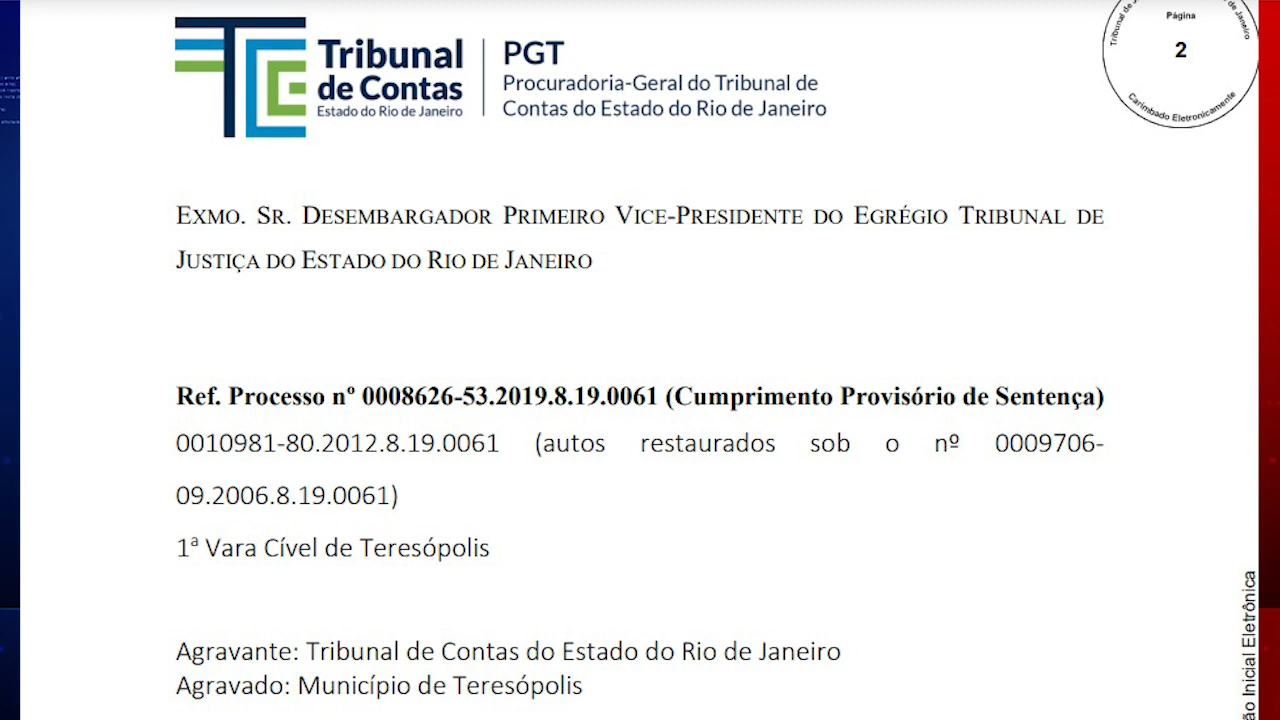 Tribunal
de Contas
Estado do Rio de Janeiro
PGT
Procuradoria-Geral do Tribunal de
Contas do Estado do Rio de Janeiro
Página
2
Carimbado Eletronicamente
EXMO. SR. DESEMBARGADOR PRIMEIRO VICE-PRESIDENTE DO EGRÉGIO TRIBUNAL DE
JUSTIÇA DO ESTADO DO RIO DE JANEIRO
Ref. Processo nº 0008626-53.2019.8.19.0061 (Cumprimento Provisório de Sentença)
0010981-80.2012.8.19.0061 (autos restaurados sob o nº 0009706-
09.2006.8.19.0061)
1ª Vara Cível de Teresópolis
Agravante: Tribunal de Contas do Estado do Rio de Janeiro
Agravado: Município de Teresópolis
Inicial Eletrônica